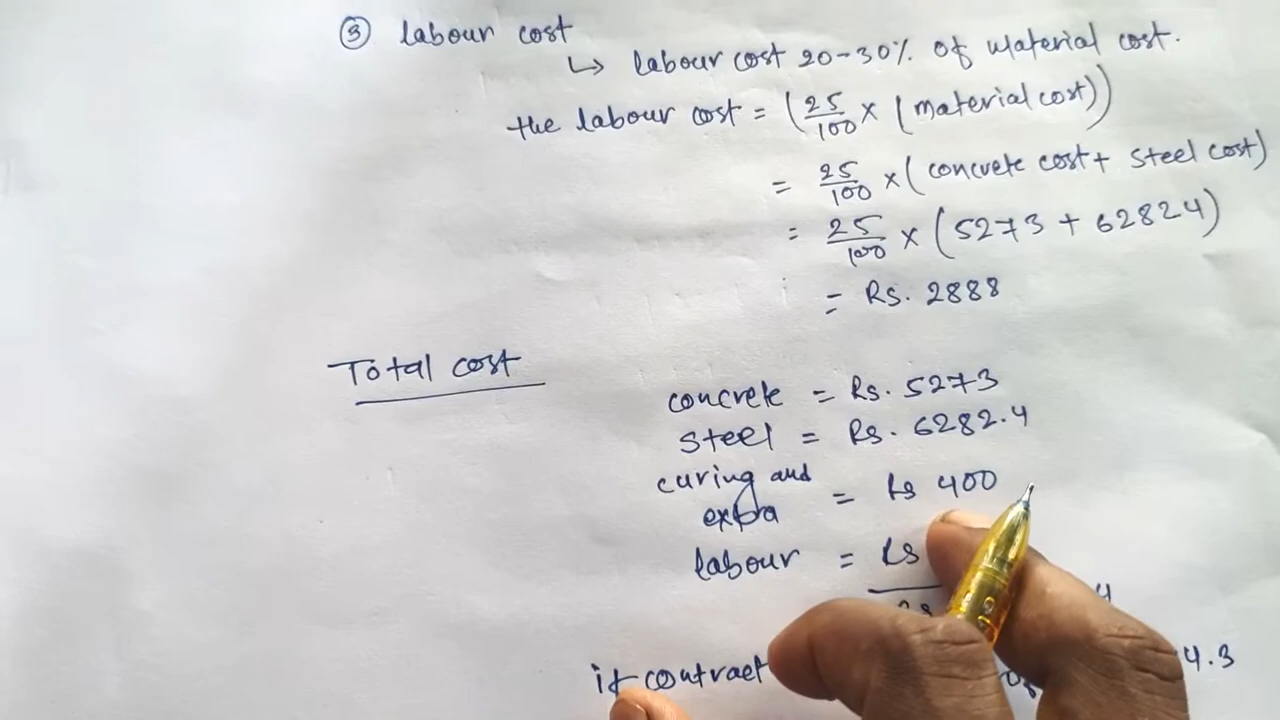 ③ labour cost
↳ labour cost 20-30% of material cost.
the labour cost = (25/100 × (material cost))
= 25/100 × (concrete cost + steel cost)
= 25/100 × (5273 + 62824)
= Rs. 2888
Total cost
concrete = Rs. 5273
steel = Rs. 6282.4
curing and
extra = Rs 400
labour = Rs
4
if contract 4.3